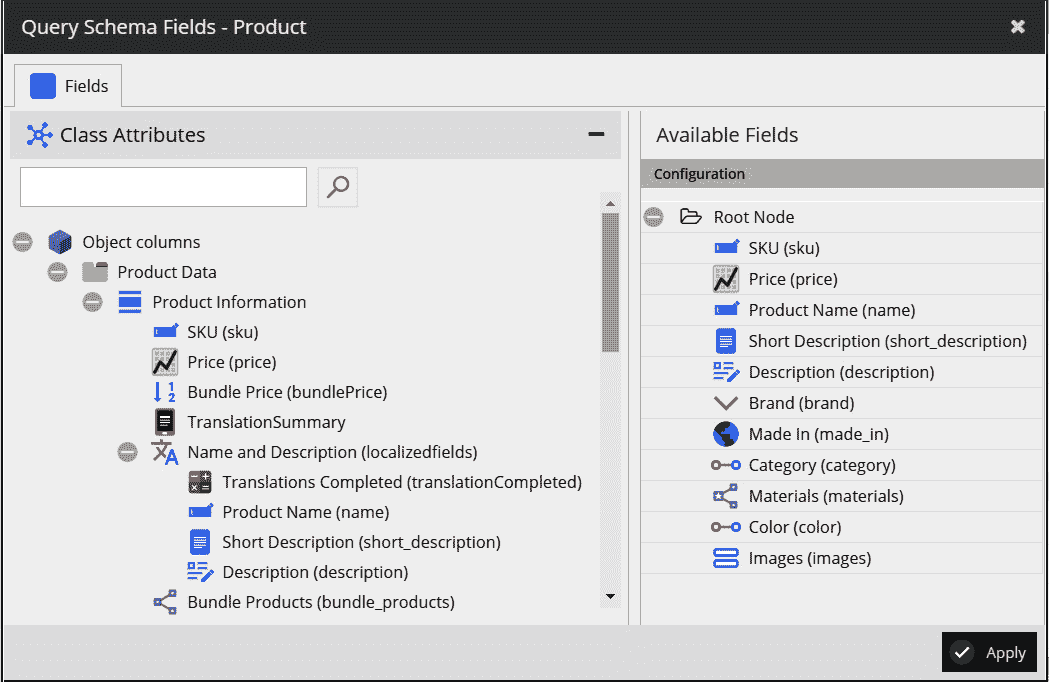 Query Schema Fields - Product
Fields
Class Attributes
Object columns
Product Data
Product Information
SKU (sku)
Price (price)
Bundle Price (bundlePrice)
TranslationSummary
Name and Description (localizedfields)
Translations Completed (translationCompleted)
Product Name (name)
Short Description (short_description)
Description (description)
Bundle Products (bundle_products)
Available Fields
Configuration
Root Node
SKU (sku)
Price (price)
Product Name (name)
Short Description (short_description)
Description (description)
Brand (brand)
Made In (made_in)
Category (category)
Materials (materials)
Color (color)
Images (images)
Apply